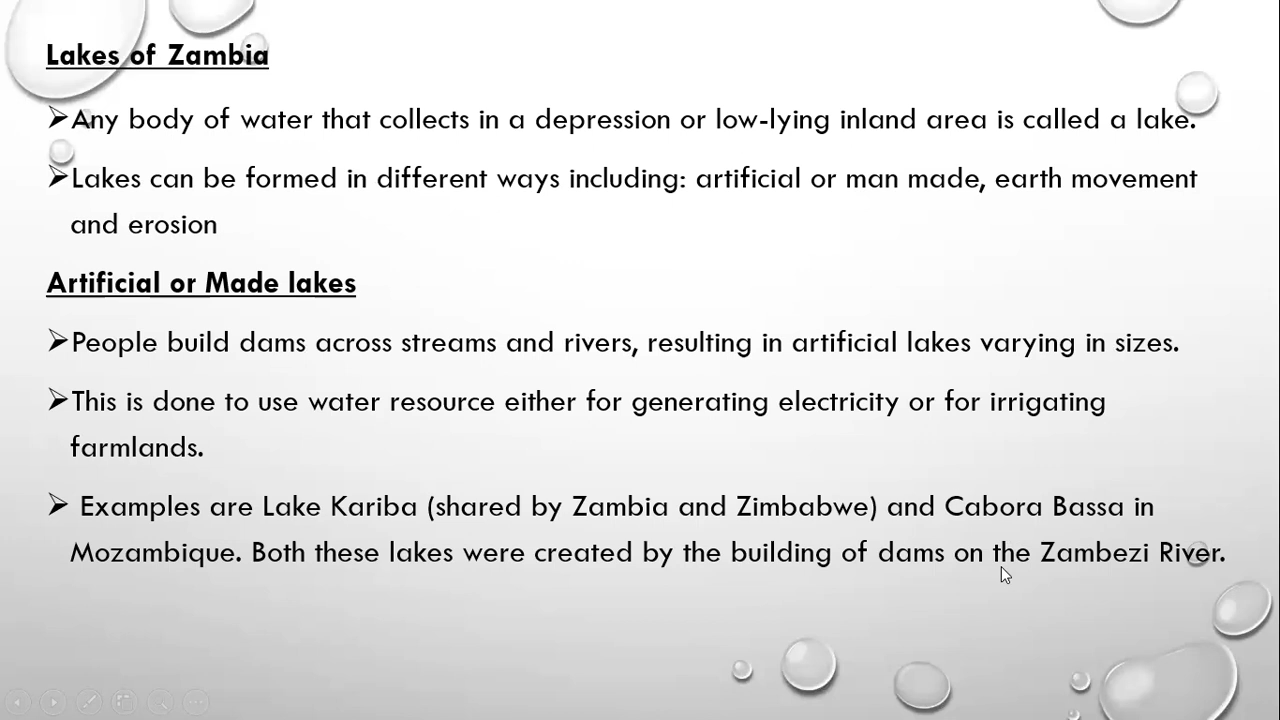 Lakes of Zambia
➢Any body of water that collects in a depression or low-lying inland area is called a lake.
➢Lakes can be formed in different ways including: artificial or man made, earth movement
and erosion
Artificial or Made lakes
➢People build dams across streams and rivers, resulting in artificial lakes varying in sizes.
➢This is done to use water resource either for generating electricity or for irrigating
farmlands.
➢ Examples are Lake Kariba (shared by Zambia and Zimbabwe) and Cabora Bassa in
Mozambique. Both these lakes were created by the building of dams on the Zambezi River.